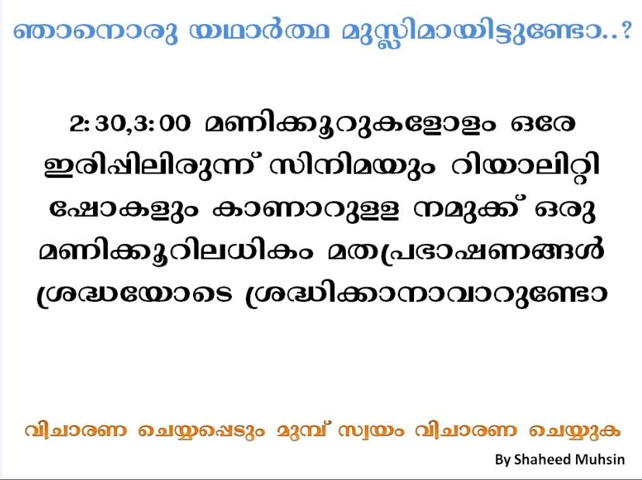 ഞാനൊരു യഥാർത്ഥ മുസ്ലിമായിട്ടുണ്ടോ..?
2:30,3:00 മണിക്കൂറുകളോളം ഒരേ
ഇരിപ്പിലിരുന്ന് സിനിമയും റിയാലിറ്റി
ഷോകളും കാണാറുളള നമുക്ക് ഒരു
മണിക്കൂറിലധികം മതപ്രഭാഷണങ്ങൾ
ശ്രദ്ധയോടെ ശ്രദ്ധിക്കാനാവാറുണ്ടോ
വിചാരണ ചെയ്യപ്പെടും മുമ്പ് സ്വയം വിചാരണ ചെയ്യുക
By Shaheed Muhsin